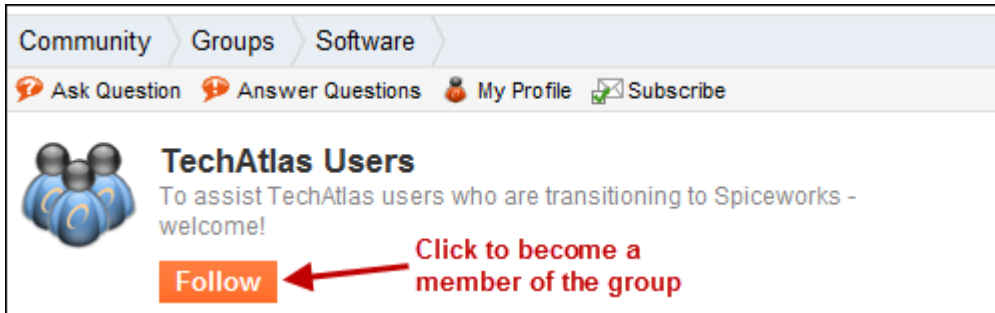 Community Groups Software
Ask Question Answer Questions My Profile Subscribe
TechAtlas Users
To assist TechAtlas users who are transitioning to Spiceworks -
welcome!
Click to become a
member of the group
Follow